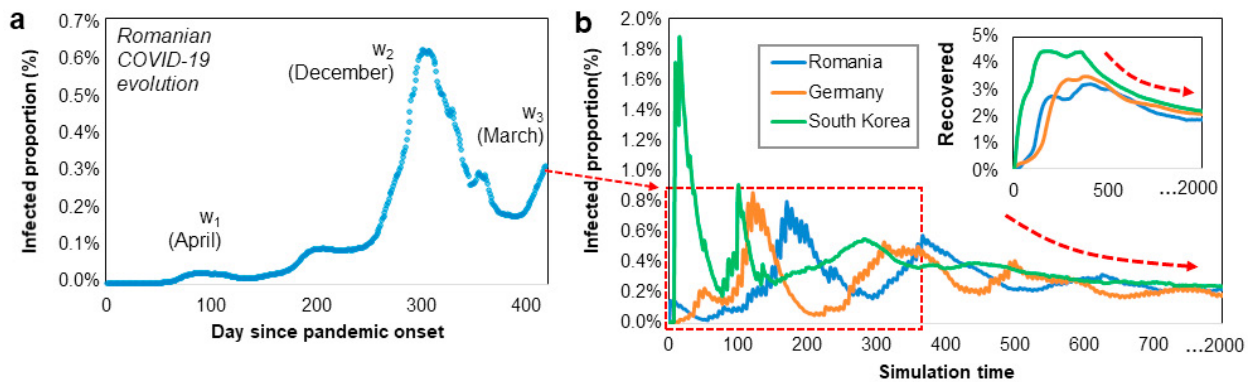 a
Infected proportion (%)
0.7%
0.6%
0.5%
0.4%
0.3%
0.2%
0.1%
0.0%
Romanian
COVID-19
evolution
w1
(April)
w2
(December)
w3
(March)
0 100 200 300 400
Day since pandemic onset
b
Infected proportion(%)
2.0%
1.8%
1.6%
1.4%
1.2%
1.0%
0.8%
0.6%
0.4%
0.2%
0.0%
Romania
Germany
South Korea
Recovered
5%
4%
3%
2%
1%
0%
0 500 ...2000
0 100 200 300 400 500 600 700 ...2000
Simulation time